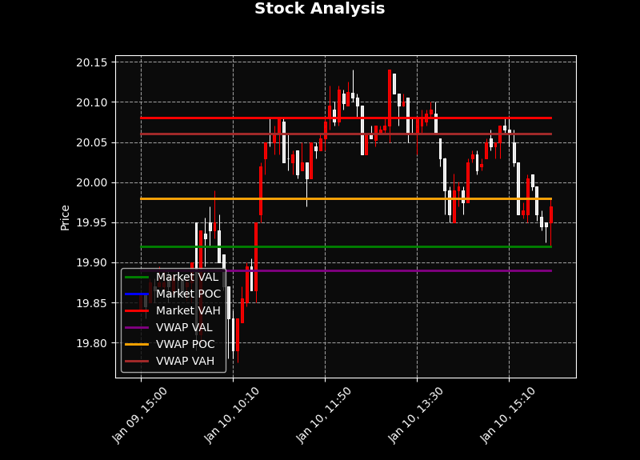 Stock Analysis
20.15
20.10
20.05
20.00
19.95
19.90
19.85
19.80
Price
Market VAL
Market POC
Market VAH
VWAP VAL
VWAP POC
VWAP VAH
Jan 09, 15:00
Jan 10, 10:10
Jan 10, 11:50
Jan 10, 13:30
Jan 10, 15:10